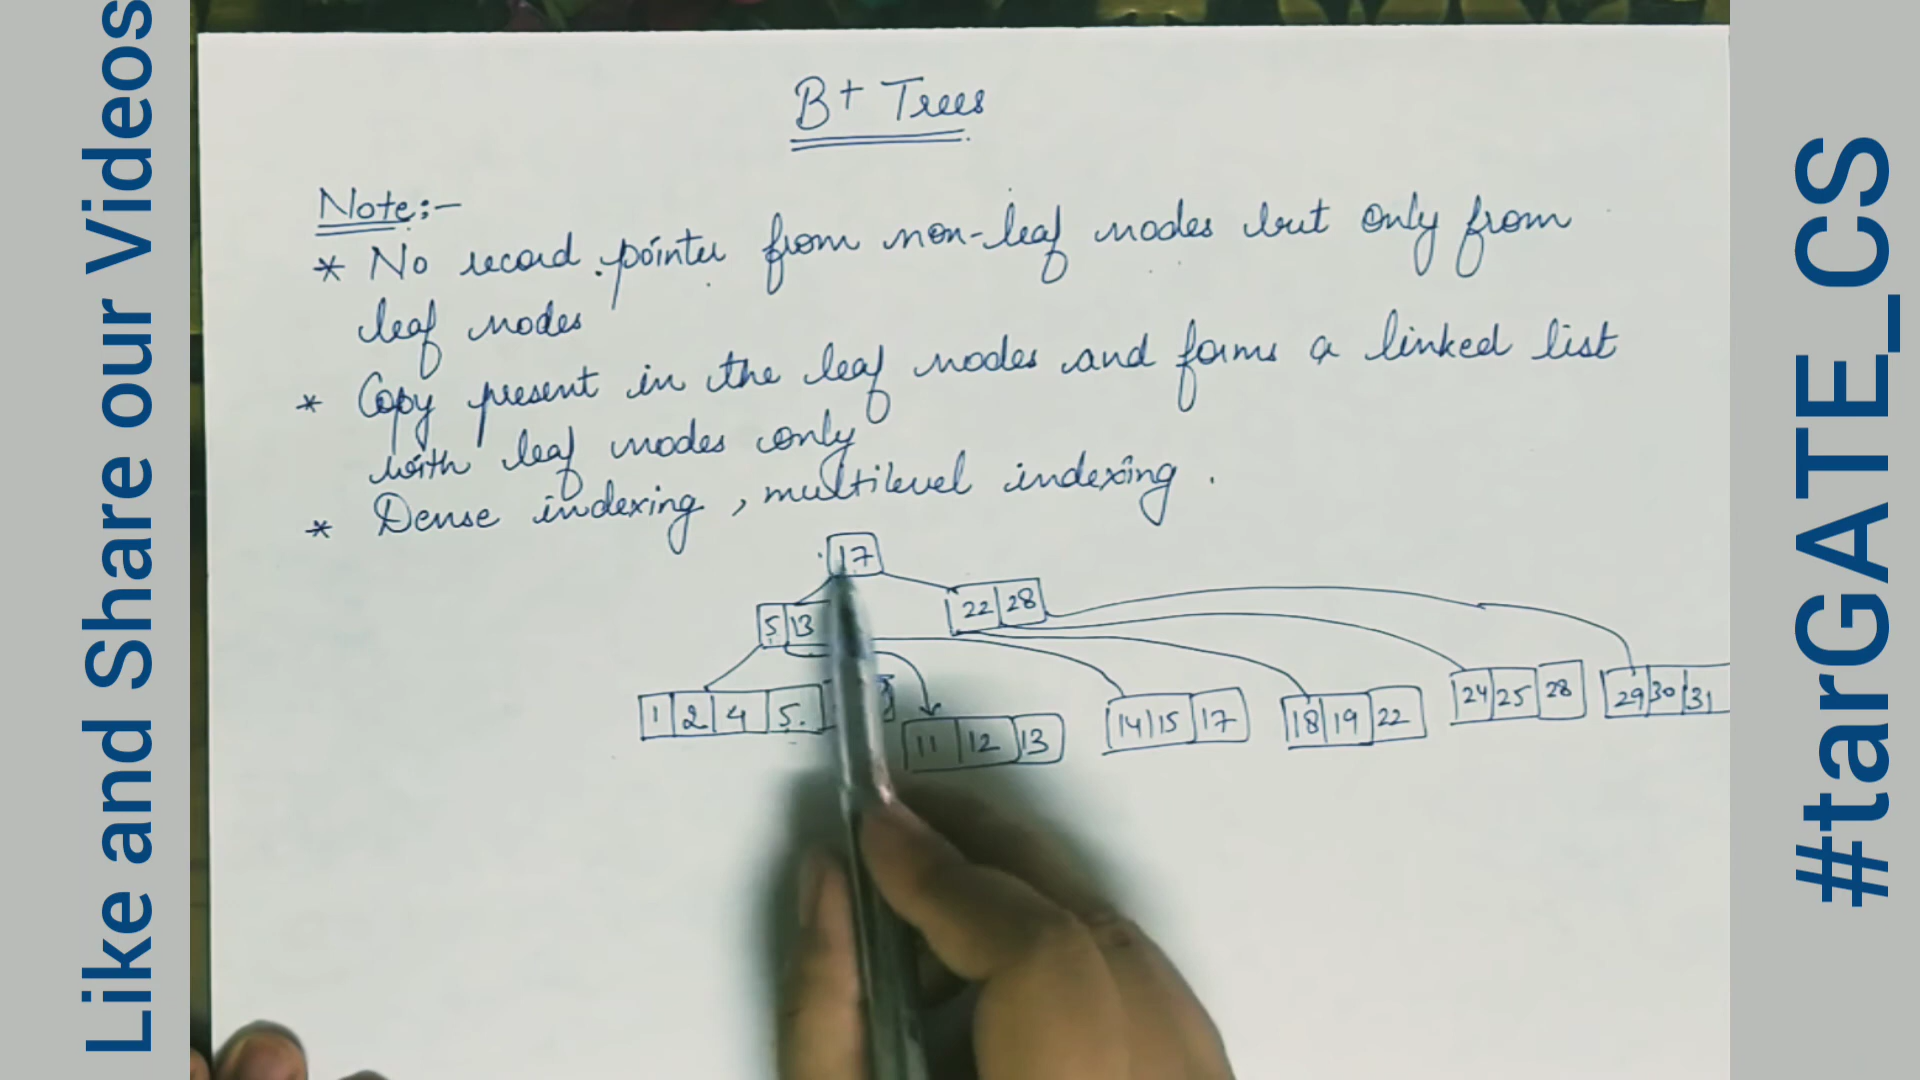 Like and Share our Videos
B+ Trees
Note:-
* No record pointer from non-leaf nodes but only from
leaf nodes
* Copy present in the leaf nodes and forms a linked list
with leaf nodes only
* Dense indexing, multilevel indexing.
17
5 13
22 28
1 2 4 5
11 12 13
14 15 17
18 19 22
24 25 28
29 30 31
#tarGATE_CS